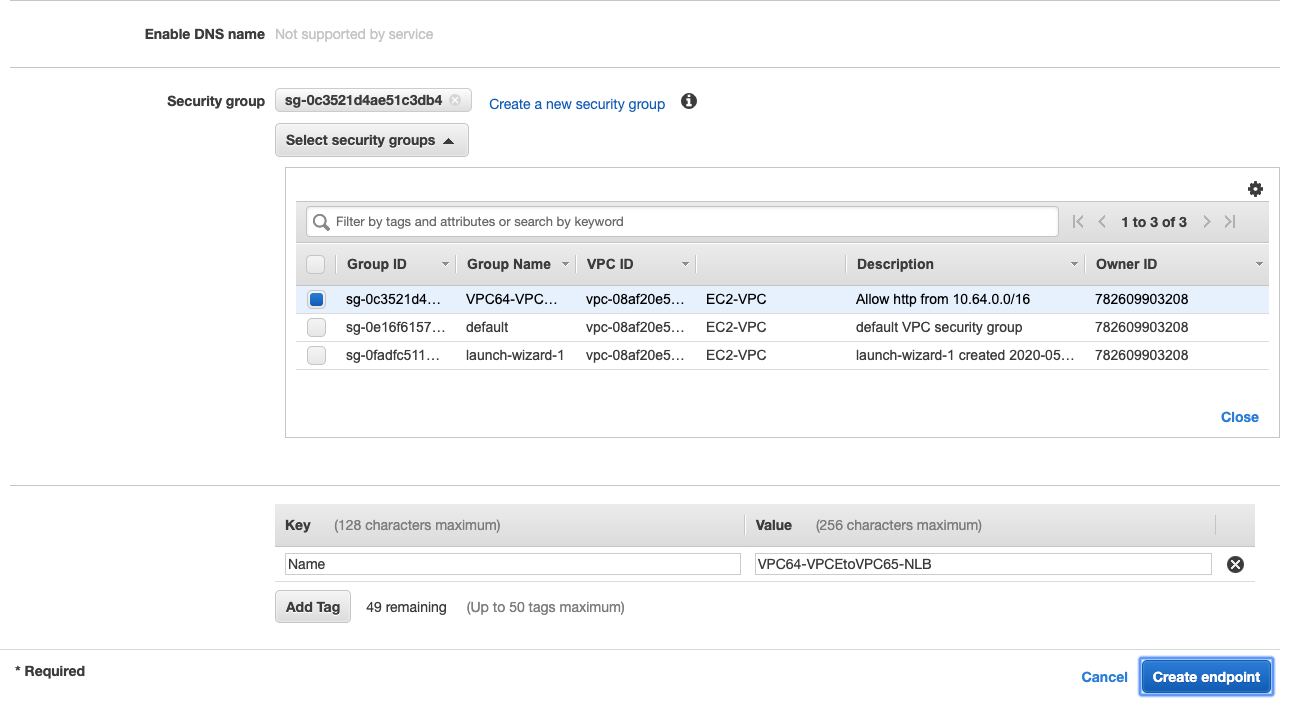 Enable DNS name Not supported by service
Security group sg-0c3521d4ae51c3db4 Create a new security group
Select security groups
Filter by tags and attributes or search by keyword 1 to 3 of 3
Group ID Group Name VPC ID Description Owner ID
sg-0c3521d4... VPC64-VPC... vpc-08af20e5... EC2-VPC Allow http from 10.64.0.0/16 782609903208
sg-0e16f6157... default vpc-08af20e5... EC2-VPC default VPC security group 782609903208
sg-0fadfc511... launch-wizard-1 vpc-08af20e5... EC2-VPC launch-wizard-1 created 2020-05... 782609903208
Close
Key (128 characters maximum) Value (256 characters maximum)
Name VPC64-VPCEtoVPC65-NLB
Add Tag 49 remaining (Up to 50 tags maximum)
* Required Cancel Create endpoint